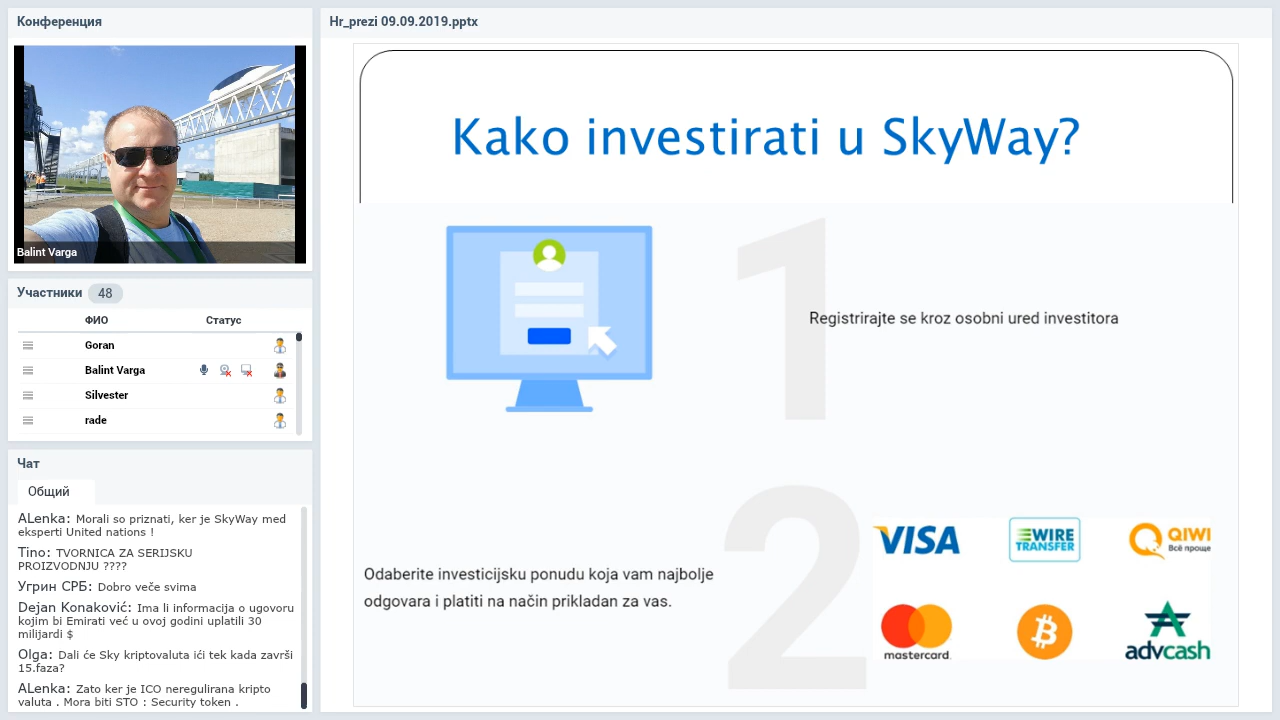 Конференция
Balint Varga
Участники 48
ФИО Статус
Goran
Balint Varga
Silvester
rade
Чат
Общий
ALenka: Morali so priznati, ker je SkyWay med
eksperti United nations !
Tino: TVORNICA ZA SERIJSKU
PROIZVODNJU ????
Угрин СРБ: Dobro veče svima
Dejan Konaković: Ima li informacija o ugovoru
kojim bi Emirati već u ovoj godini uplatili 30
milijardi $
Olga: Dali će Sky kriptovaluta ići tek kada završi
15.faza?
ALenka: Zato ker je ICO neregulirana kripto
valuta . Mora biti STO : Security token .
Hr_prezi 09.09.2019.pptx
Kako investirati u SkyWay?
1
Registrirajte se kroz osobni ured investitora
2
Odaberite investicijsku ponudu koja vam najbolje
odgovara i platiti na način prikladan za vas.
VISA
WIRE
TRANSFER
QIWI
Всё проще
mastercard.
advcash